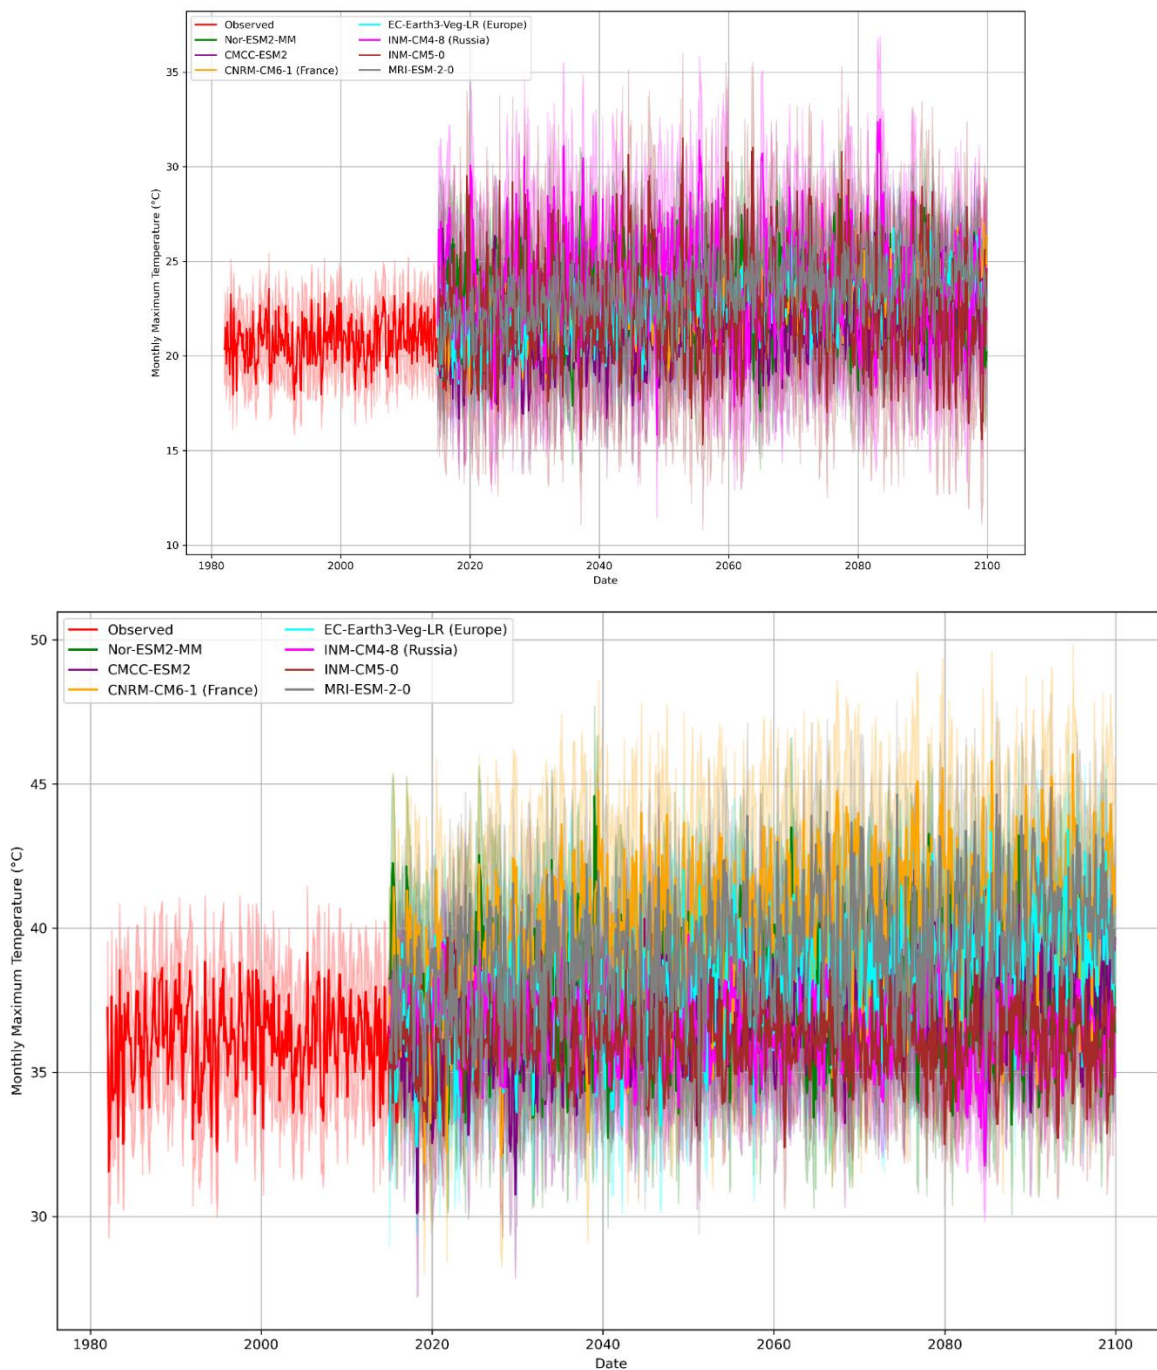 Observed
Nor-ESM2-MM
CMCC-ESM2
CNRM-CM6-1 (France)
EC-Earth3-Veg-LR (Europe)
INM-CM4-8 (Russia)
INM-CM5-0
MRI-ESM-2-0
Monthly Maximum Temperature (°C)
35
30
25
20
15
10
1980
2000
2020
2040
2060
2080
2100
Date
Observed
Nor-ESM2-MM
CMCC-ESM2
CNRM-CM6-1 (France)
EC-Earth3-Veg-LR (Europe)
INM-CM4-8 (Russia)
INM-CM5-0
MRI-ESM-2-0
Monthly Maximum Temperature (°C)
50
45
40
35
30
1980
2000
2020
2040
2060
2080
2100
Date